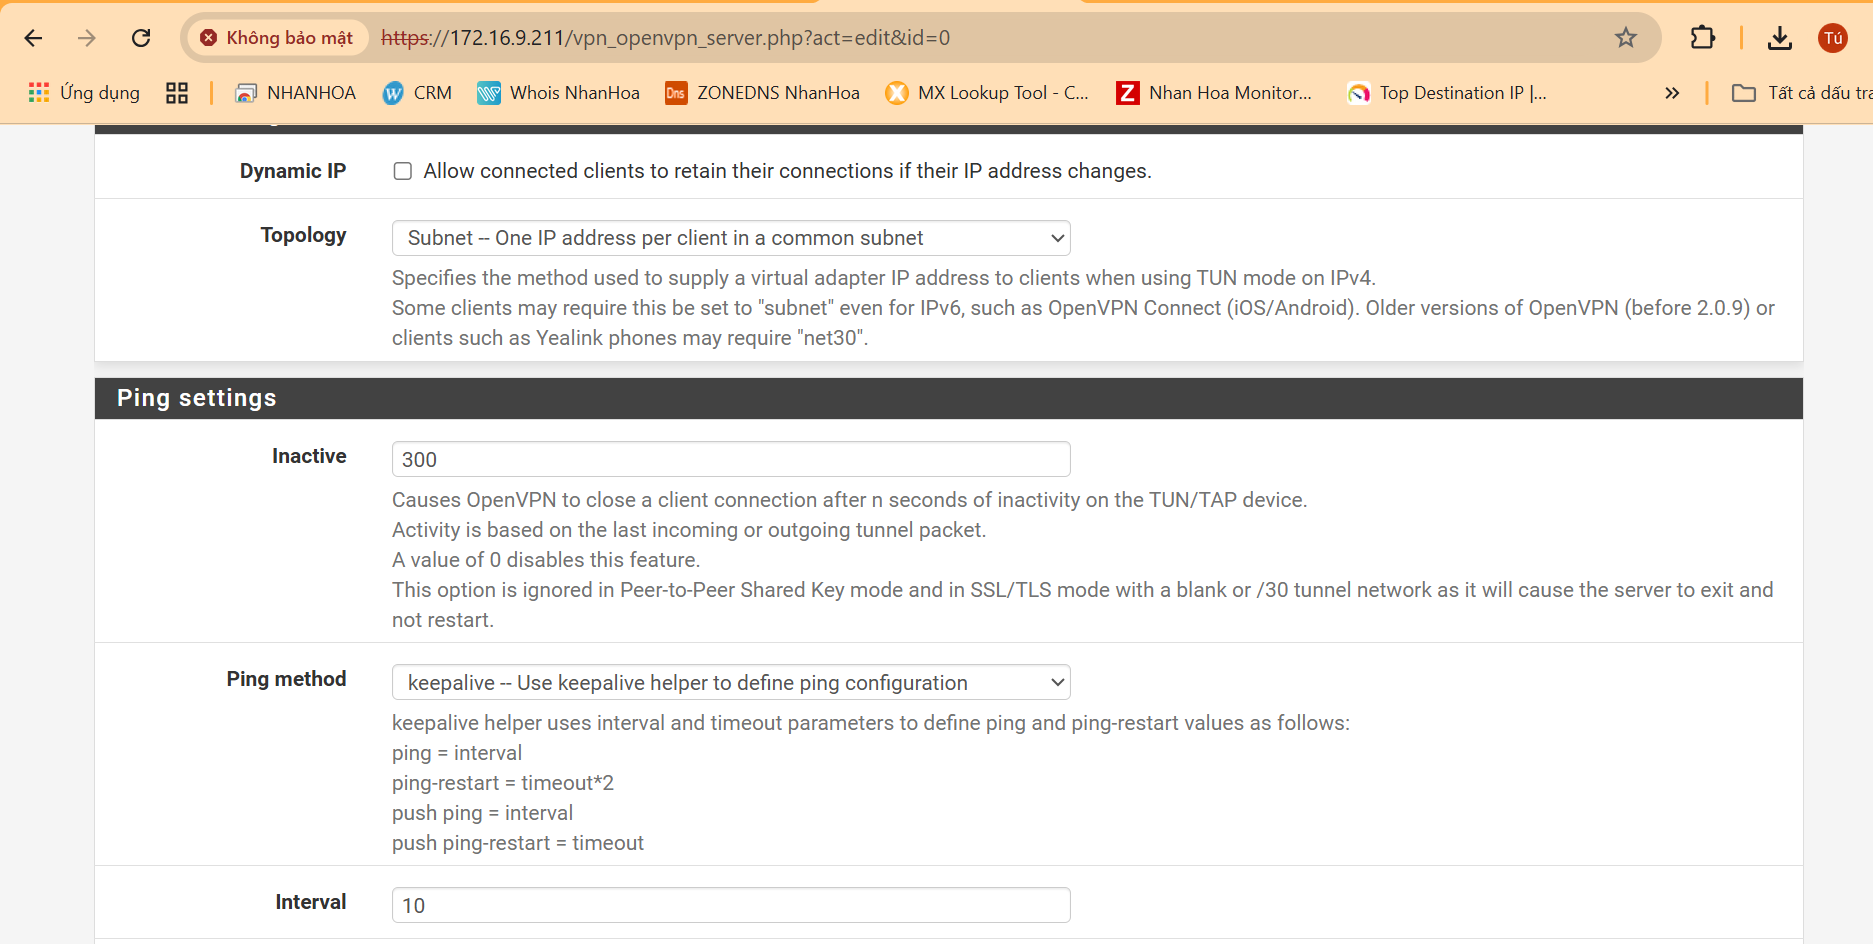 Không bảo mật
https://172.16.9.211/vpn_openvpn_server.php?act=edit&id=0
Tú
Ứng dụng
NHANHOA
CRM
Whois NhanHoa
Dns
ZONEDNS NhanHoa
MX Lookup Tool - C...
Z
Nhan Hoa Monitor...
Top Destination IP |...
Tất cả dấu
Dynamic IP
Allow connected clients to retain their connections if their IP address changes.
Topology
Subnet -- One IP address per client in a common subnet
Specifies the method used to supply a virtual adapter IP address to clients when using TUN mode on IPv4.
Some clients may require this be set to "subnet" even for IPv6, such as OpenVPN Connect (iOS/Android). Older versions of OpenVPN (before 2.0.9) or
clients such as Yealink phones may require "net30".
Ping settings
Inactive
300
Causes OpenVPN to close a client connection after n seconds of inactivity on the TUN/TAP device.
Activity is based on the last incoming or outgoing tunnel packet.
A value of 0 disables this feature.
This option is ignored in Peer-to-Peer Shared Key mode and in SSL/TLS mode with a blank or /30 tunnel network as it will cause the server to exit and
not restart.
Ping method
keepalive -- Use keepalive helper to define ping configuration
keepalive helper uses interval and timeout parameters to define ping and ping-restart values as follows:
ping = interval
ping-restart = timeout*2
push ping = interval
push ping-restart = timeout
Interval
10